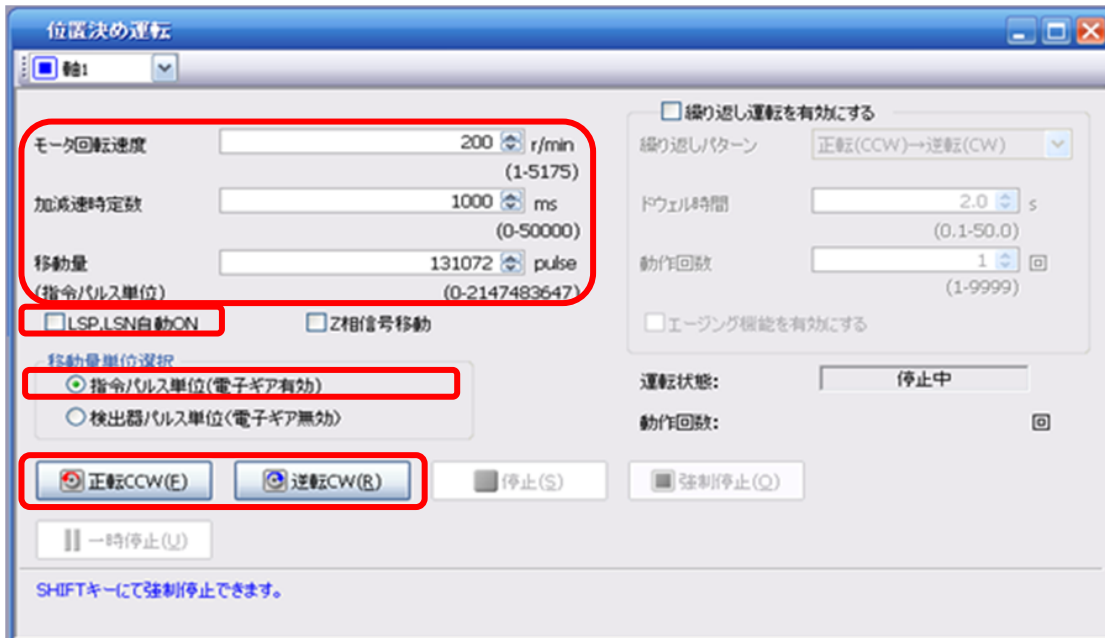 位置決め運転
軸1
モータ回転速度 200 r/min
(1-5175)
加減速時定数 1000 ms
(0-50000)
移動量 131072 pulse
(指令パルス単位) (0-2147483647)
LSP,LSN自動ON Z相信号移動
移動量単位選択
指令パルス単位(電子ギア有効)
検出器パルス単位(電子ギア無効)
繰り返し運転を有効にする
繰り返しパターン 正転(CCW)→逆転(CW)
ドウェル時間 2.0 s
(0.1-50.0)
動作回数 1 回
(1-9999)
エージング機能を有効にする
運転状態: 停止中
動作回数: 回
正転CCW(F) 逆転CW(R) 停止(S) 強制停止(O)
一時停止(U)
SHIFTキーにて強制停止できます。